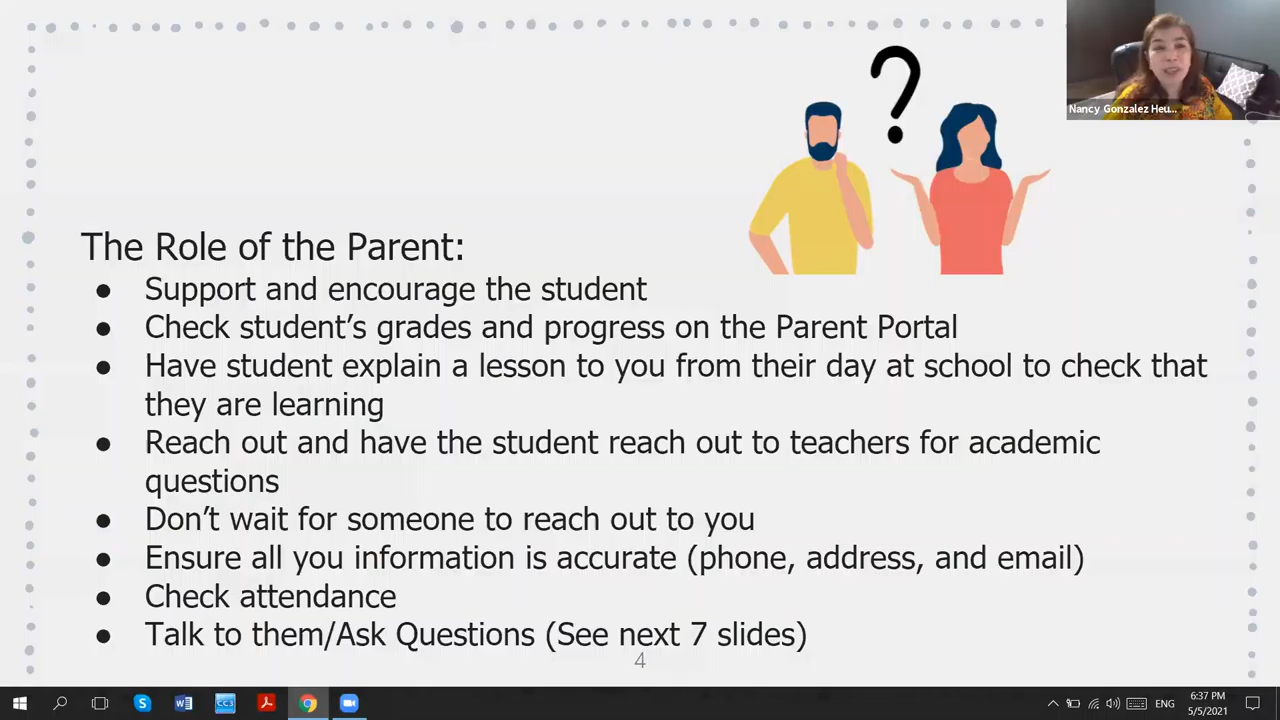 Nancy Gonzalez Heu...
?
The Role of the Parent:
● Support and encourage the student
● Check student’s grades and progress on the Parent Portal
● Have student explain a lesson to you from their day at school to check that
they are learning
● Reach out and have the student reach out to teachers for academic
questions
● Don’t wait for someone to reach out to you
● Ensure all you information is accurate (phone, address, and email)
● Check attendance
● Talk to them/Ask Questions (See next 7 slides)
4
CC3
ENG
6:37 PM
5/5/2021